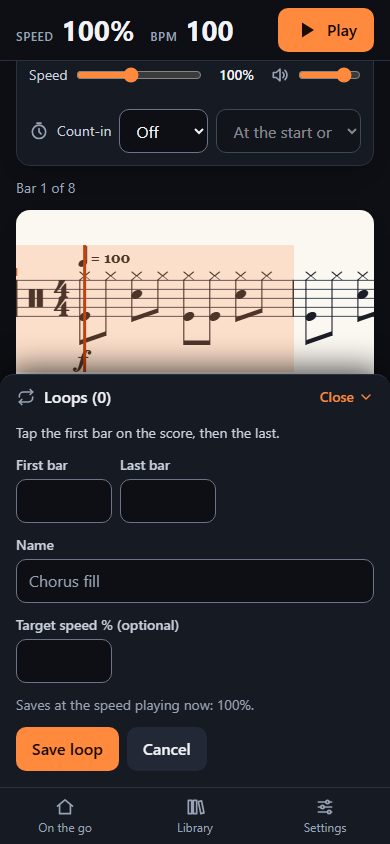 SPEED 100% BPM 100 Play
Speed 100%
Count-in Off At the start or
Bar 1 of 8
= 100
4
4
f
Loops (0) Close
Tap the first bar on the score, then the last.
First bar Last bar
Name
Chorus fill
Target speed % (optional)
Saves at the speed playing now: 100%.
Save loop Cancel
On the go Library Settings